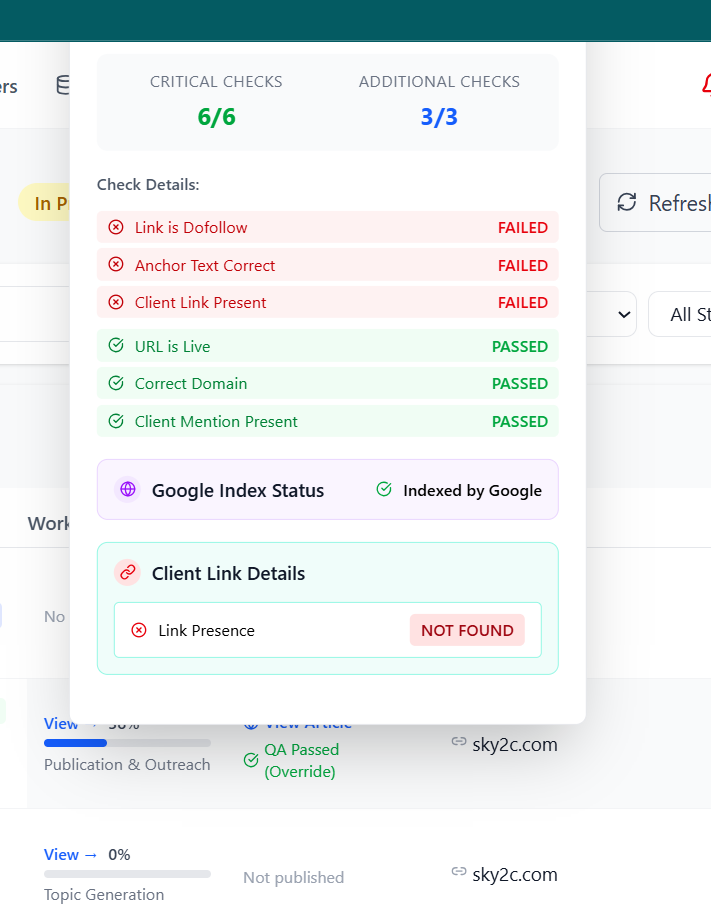 CRITICAL CHECKS ADDITIONAL CHECKS
6/6 3/3
Check Details:
Link is Dofollow FAILED
Anchor Text Correct FAILED
Client Link Present FAILED
URL is Live PASSED
Correct Domain PASSED
Client Mention Present PASSED
Google Index Status Indexed by Google
Client Link Details
Link Presence NOT FOUND
In P
Refresh
All St
Work
No
View
View Article
Publication & Outreach
QA Passed
(Override)
sky2c.com
View → 0%
Topic Generation
Not published
sky2c.com